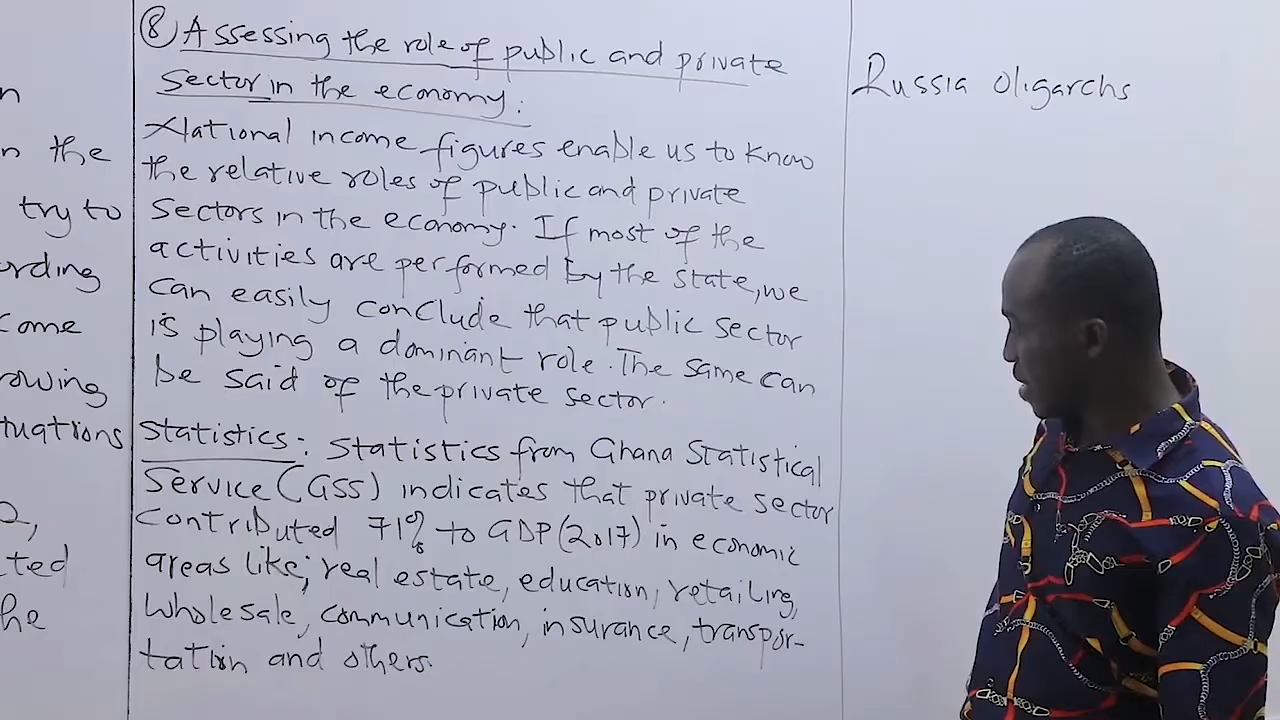 n
n the
try to
ording
come
rowing
tuations
ted
he
⑧ Assessing the role of public and private
sector in the economy:
National income figures enable us to know
the relative roles of public and private
sectors in the economy. If most of the
activities are performed by the state, we
can easily conclude that public sector
is playing a dominant role. The same can
be said of the private sector.
Statistics: Statistics from Ghana Statistical
Service (GSS) indicates that private sector
contributed 71% to GDP (2017) in economic
areas like; real estate, education, retailing,
wholesale, communication, insurance, transpor-
tation and others.
Russia Oligarchs